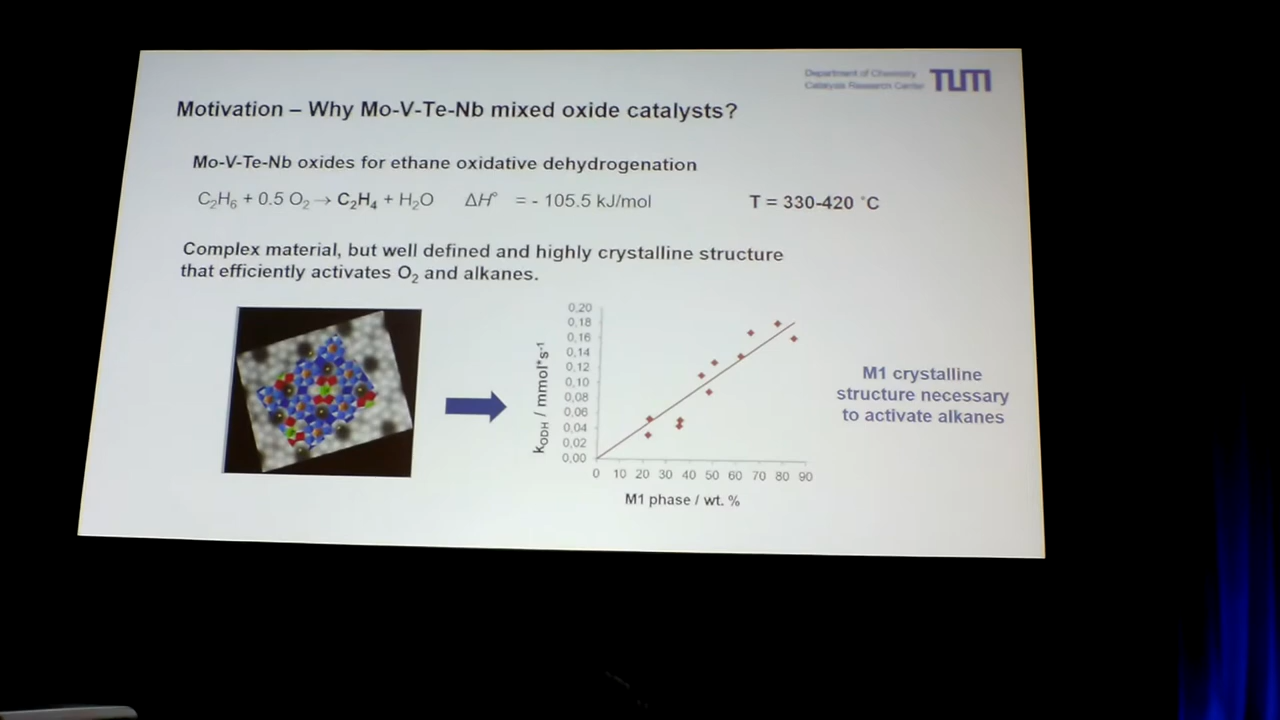 Department of Chemistry
Catalysis Research Center
TUM
Motivation – Why Mo-V-Te-Nb mixed oxide catalysts?
Mo-V-Te-Nb oxides for ethane oxidative dehydrogenation
C₂H₆ + 0.5 O₂ → C₂H₄ + H₂O ΔH° = - 105.5 kJ/mol T = 330-420 °C
Complex material, but well defined and highly crystalline structure
that efficiently activates O₂ and alkanes.
k_ODH / mmol*s⁻¹
0,20
0,18
0,16
0,14
0,12
0,10
0,08
0,06
0,04
0,02
0,00
0 10 20 30 40 50 60 70 80 90
M1 phase / wt. %
M1 crystalline
structure necessary
to activate alkanes